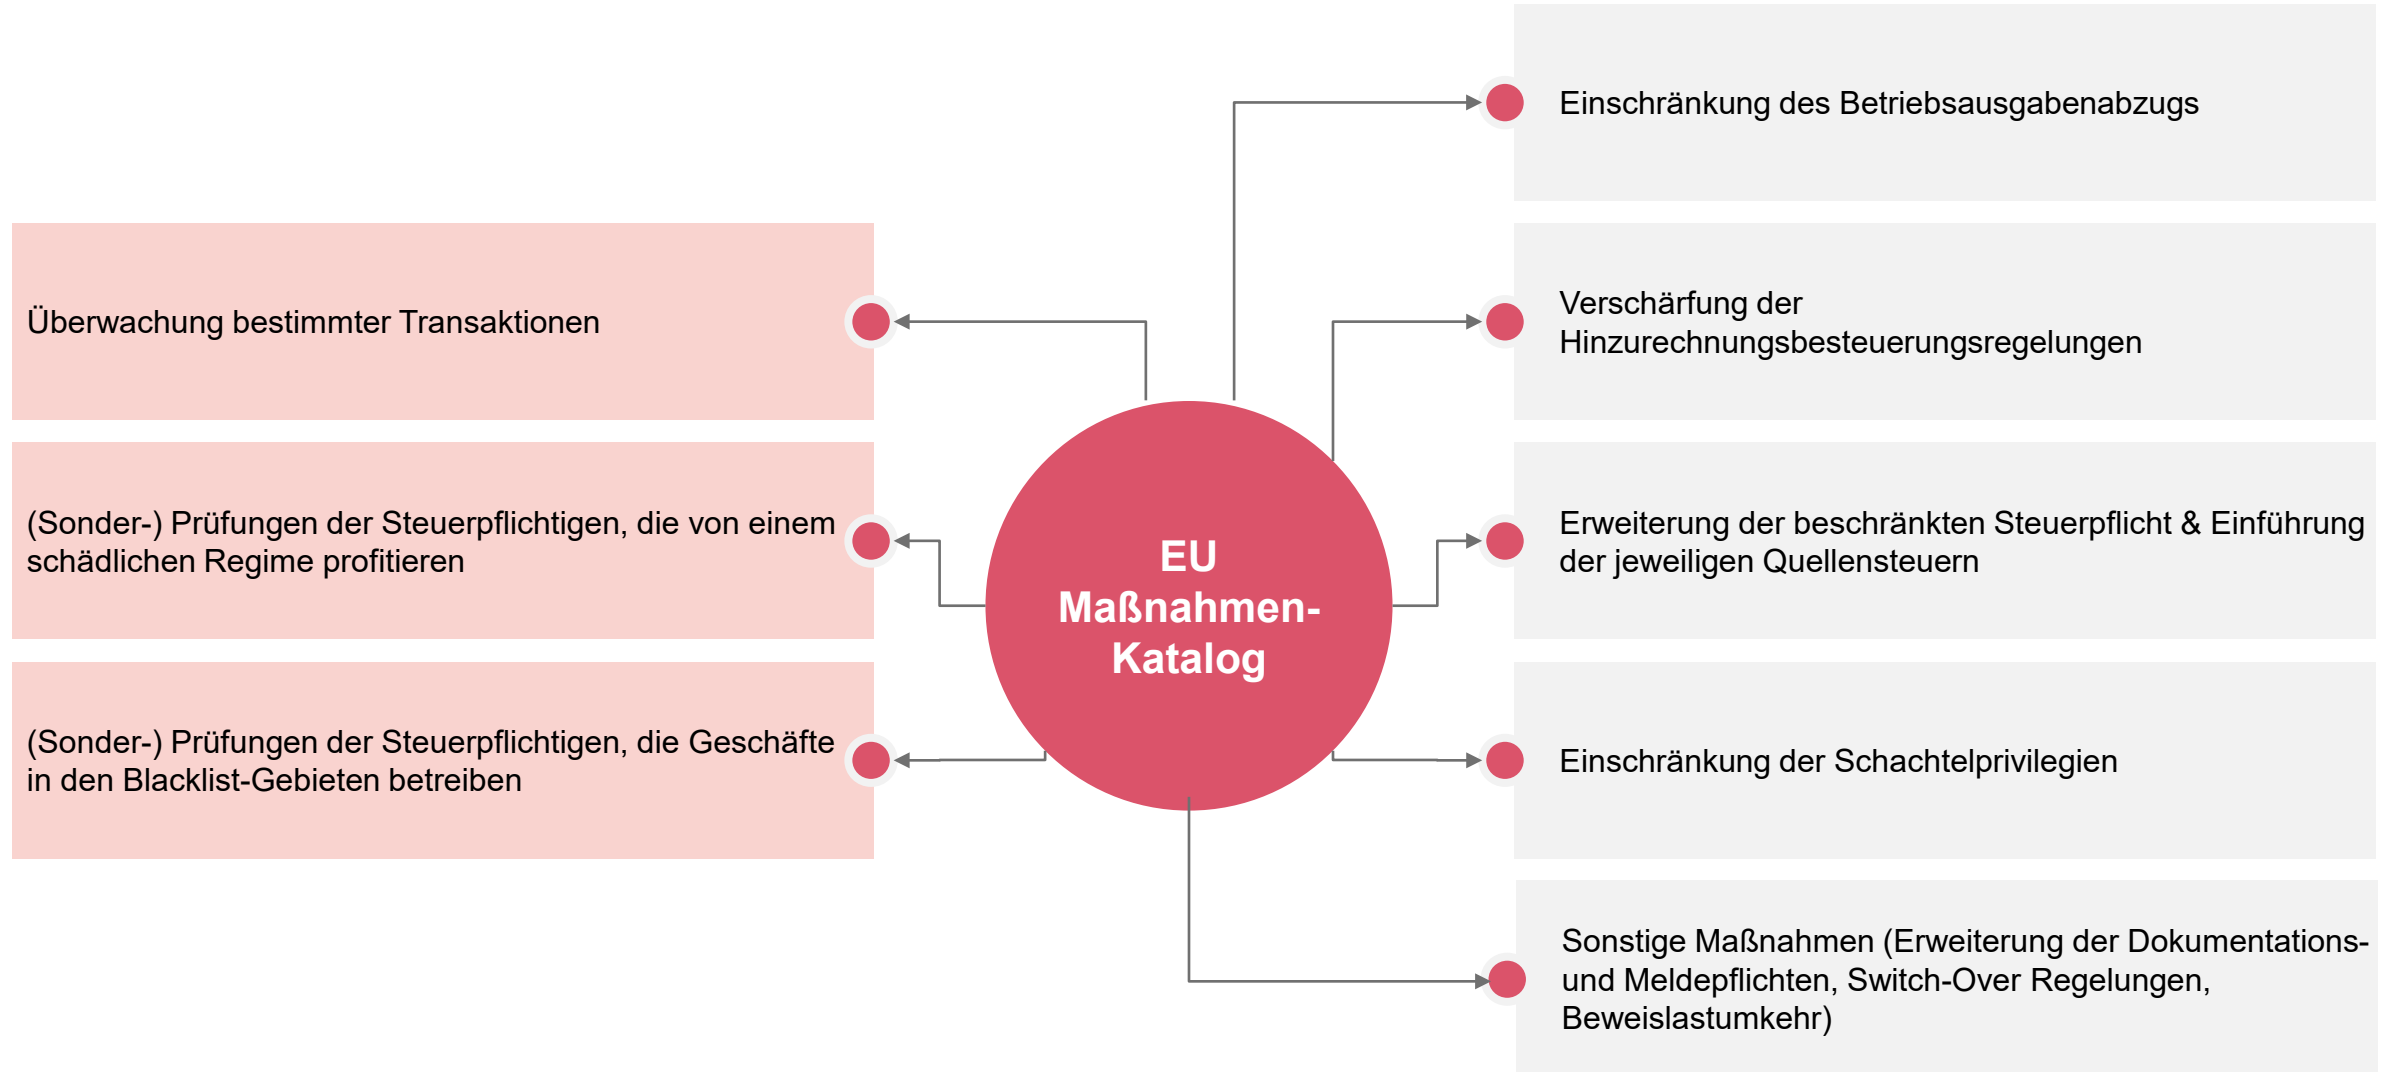 Überwachung bestimmter Transaktionen
(Sonder-) Prüfungen der Steuerpflichtigen, die von einem
schädlichen Regime profitieren
(Sonder-) Prüfungen der Steuerpflichtigen, die Geschäfte
in den Blacklist-Gebieten betreiben
EU
Maßnahmen-
Katalog
Einschränkung des Betriebsausgabenabzugs
Verschärfung der
Hinzurechnungsbesteuerungsregelungen
Erweiterung der beschränkten Steuerpflicht & Einführung
der jeweiligen Quellensteuern
Einschränkung der Schachtelprivilegien
Sonstige Maßnahmen (Erweiterung der Dokumentations-
und Meldepflichten, Switch-Over Regelungen,
Beweislastumkehr)